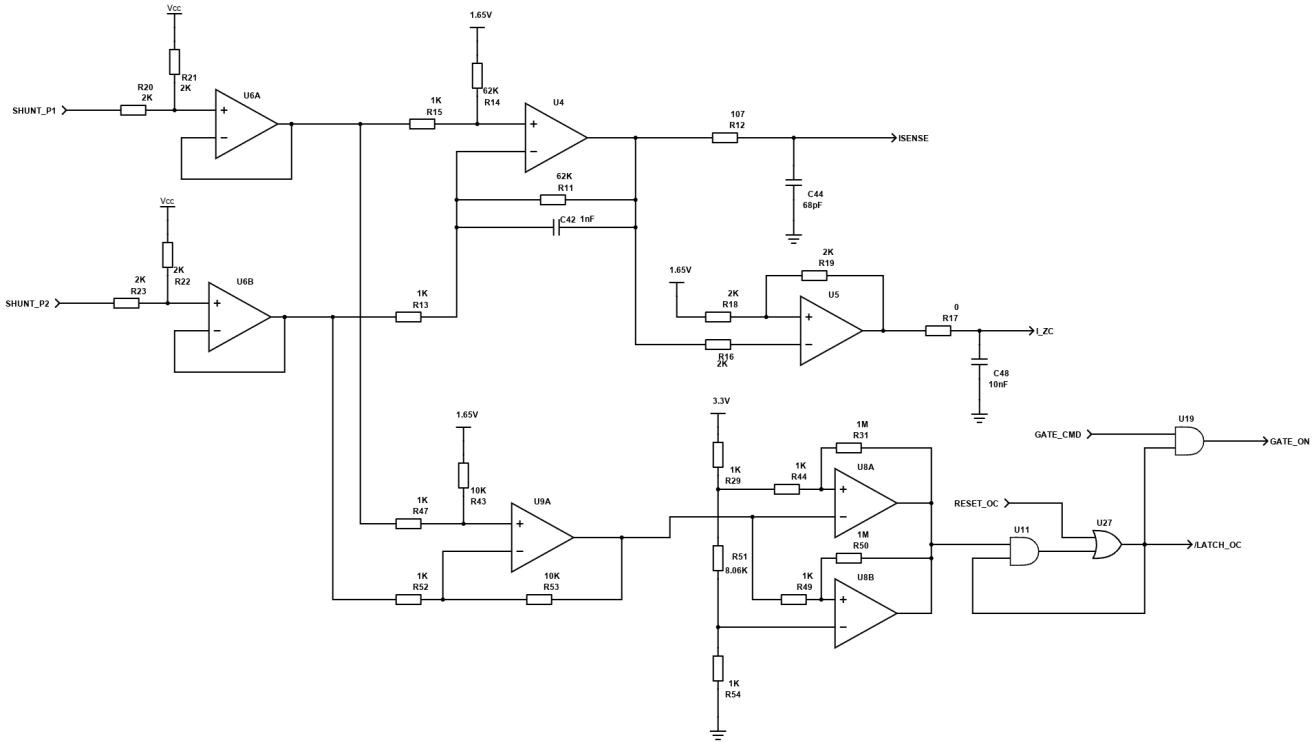 Vcc
1.65V
R21
2K
R20
2K
U6A
SHUNT_P1
62K
R14
1K
R15
U4
107
R12
ISENSE
62K
R11
C44
68pF
C42 1nF
Vcc
2K
R22
2K
R23
U6B
SHUNT_P2
1K
R13
2K
R19
1.65V
2K
R18
U5
0
R17
I_ZC
R16
2K
C48
10nF
3.3V
1.65V
10K
R43
1K
R47
U9A
1K
R52
10K
R53
1K
R29
1K
R44
1M
R31
U8A
R51
8.06K
1M
R50
1K
R49
U8B
1K
R54
GATE_CMD
U19
GATE_ON
RESET_OC
U11
U27
/LATCH_OC